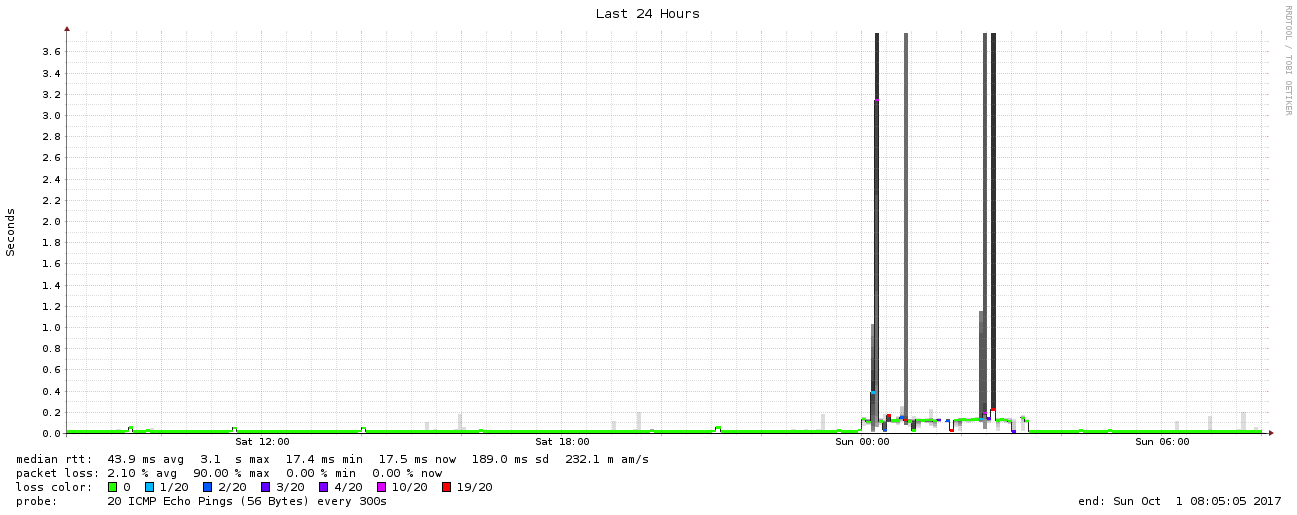 Last 24 Hours
RRDTOOL / TOBI OETIKER
Seconds
3.6
3.4
3.2
3.0
2.8
2.6
2.4
2.2
2.0
1.8
1.6
1.4
1.2
1.0
0.8
0.6
0.4
0.2
0.0
Sat 12:00 Sat 18:00 Sun 00:00 Sun 06:00
median rtt: 43.9 ms avg 3.1 s max 17.4 ms min 17.5 ms now 189.0 ms sd 232.1 m am/s
packet loss: 2.10 % avg 90.00 % max 0.00 % min 0.00 % now
loss color: 0 1/20 2/20 3/20 4/20 10/20 19/20
probe: 20 ICMP Echo Pings (56 Bytes) every 300s end: Sun Oct 1 08:05:05 2017